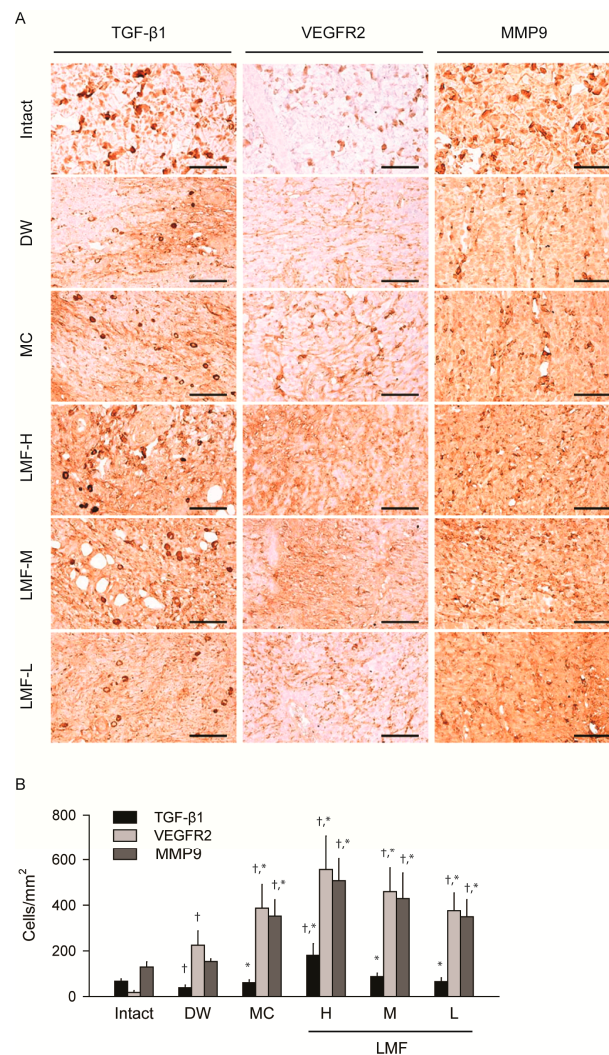 A
TGF-β1 VEGFR2 MMP9
Intact
DW
MC
LMF-H
LMF-M
LMF-L
B
800
600
400
200
0
Cells/mm²
TGF-β1
VEGFR2
MMP9
†
†
*
†,*
†,*
†,*
†,*
†,*
*
†,*
†,*
*
†,*
†,*
Intact DW MC H M L
LMF